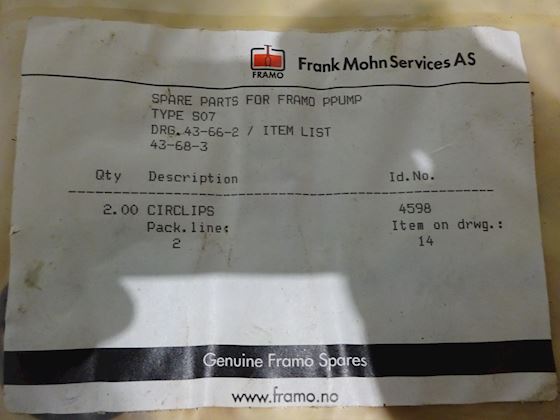 FRAMO
Frank Mohn Services AS
SPARE PARTS FOR FRAMO PPUMP
TYPE S07
DRG.43-66-2 / ITEM LIST
43-68-3
Qty Description Id.No.
2.00 CIRCLIPS 4598
Pack.line: Item on drwg.:
2 14
Genuine Framo Spares
www.framo.no